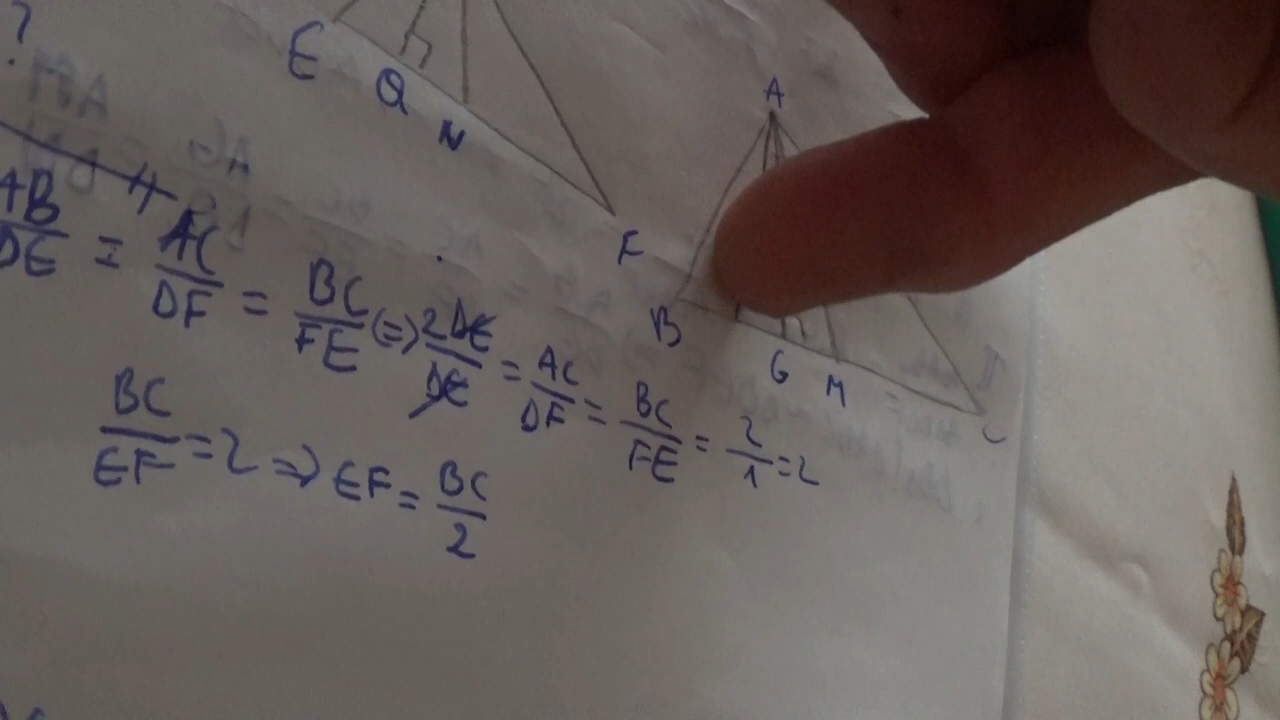 ?
E Q N F
A
B G M C
AB/DE = AC/DF = BC/FE (=) 2DE/DE = AC/DF = BC/FE = 2/1 = 2
BC/EF = 2 => EF = BC/2